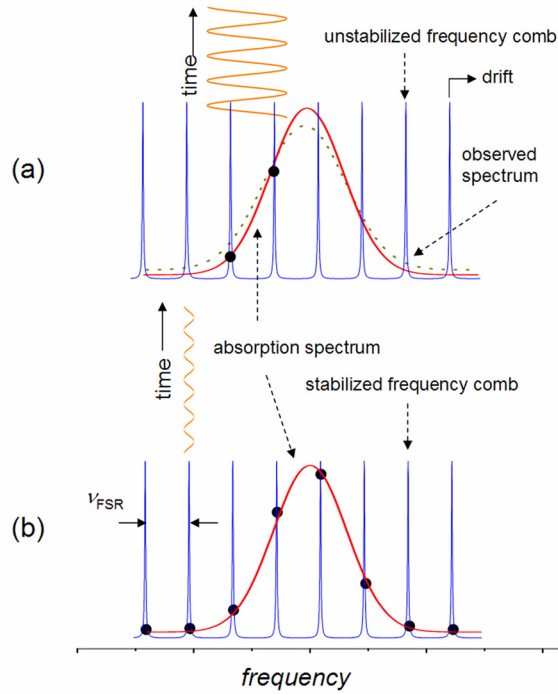 time
unstabilized frequency comb
drift
(a)
observed
spectrum
time
absorption spectrum
stabilized frequency comb
νFSR
(b)
frequency